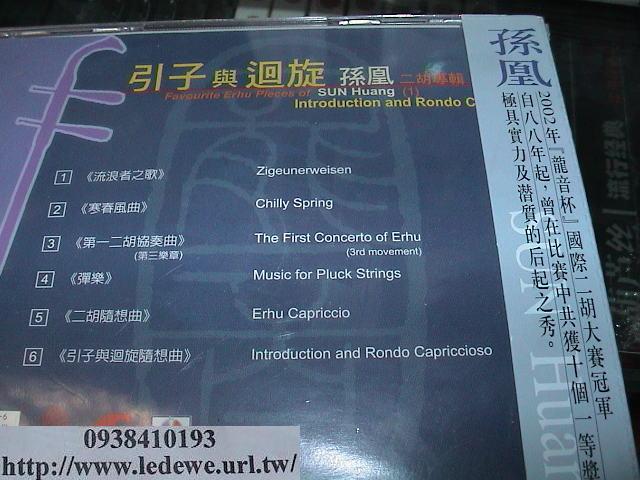 引子與迴旋 孫凰 二胡專輯
Favourite Erhu Pieces of SUN Huang (1)
Introduction and Rondo C
1 《流浪者之歌》 Zigeunerweisen
2 《寒春風曲》 Chilly Spring
3 《第一二胡協奏曲》 The First Concerto of Erhu
(第三樂章) (3rd movement)
4 《彈樂》 Music for Pluck Strings
5 《二胡隨想曲》 Erhu Capriccio
6 《引子與迴旋隨想曲》 Introduction and Rondo Capriccioso
孫凰
2002年『龍音杯』國際二胡大賽冠軍
自八八年起，曾在比賽中共獲十個一等獎
極具實力及潛質的后起之秀。
SUN Huan
流行经典
0938410193
http://www.ledewe.url.tw/